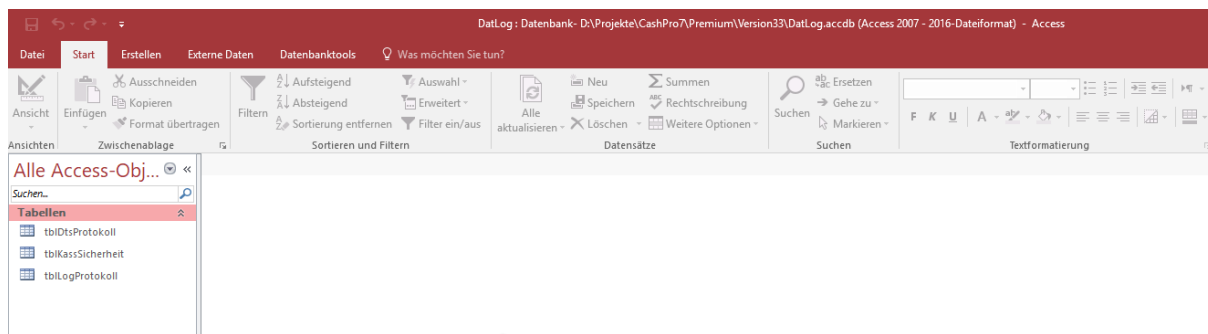 DatLog : Datenbank- D:\Projekte\CashPro7\Premium\Version33\DatLog.accdb (Access 2007 - 2016-Dateiformat) - Access
Datei Start Erstellen Externe Daten Datenbanktools Was möchten Sie tun?
Ausschneiden Aufsteigend Auswahl Neu Summen Ersetzen
Kopieren Absteigend Erweitert Speichern Rechtschreibung Gehe zu
Ansicht Einfügen Format übertragen Filtern Sortierung entfernen Filter ein/aus Alle aktualisieren Löschen Weitere Optionen Suchen Markieren F K U A
Ansichten Zwischenablage Sortieren und Filtern Datensätze Suchen Textformatierung
Alle Access-Obj... «
Suchen...
Tabellen
tblDtsProtokoll
tblKassSicherheit
tblLogProtokoll